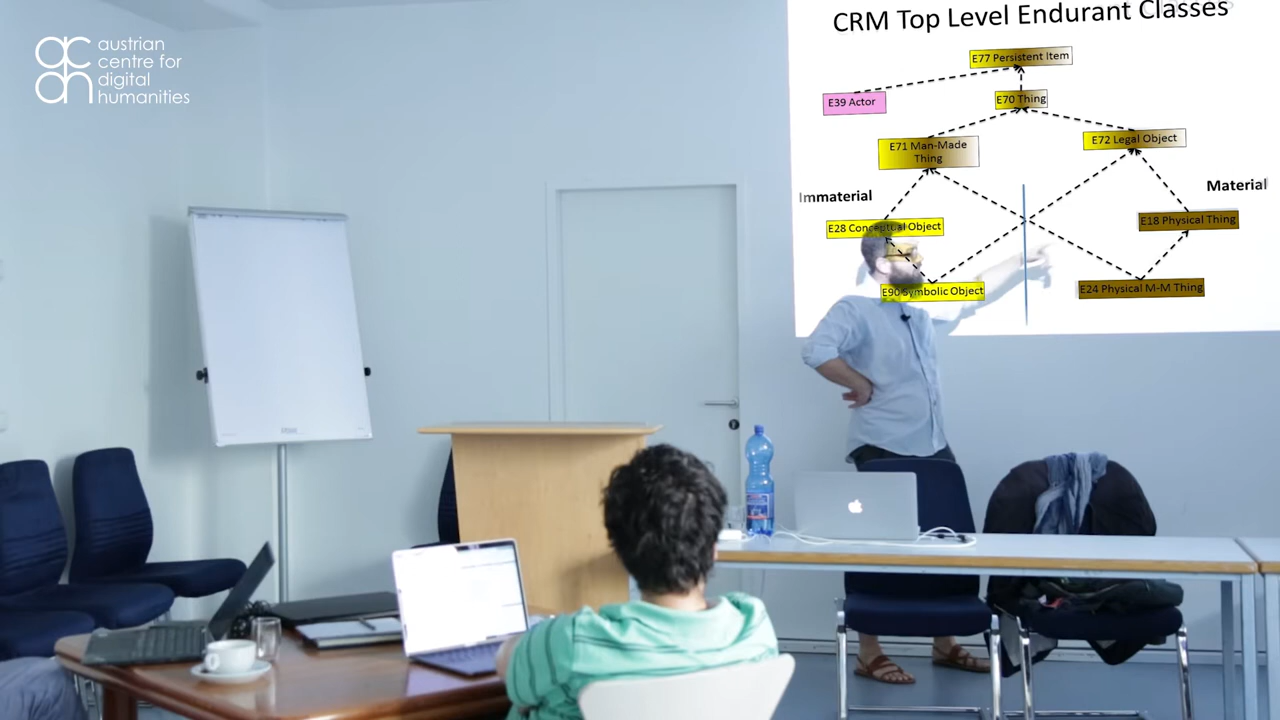 austrian
centre for
digital
humanities
CRM Top Level Endurant Classes
E77 Persistent Item
E39 Actor
E70 Thing
E71 Man-Made
Thing
E72 Legal Object
Immaterial
Material
E28 Conceptual Object
E18 Physical Thing
E90 Symbolic Object
E24 Physical M-M Thing